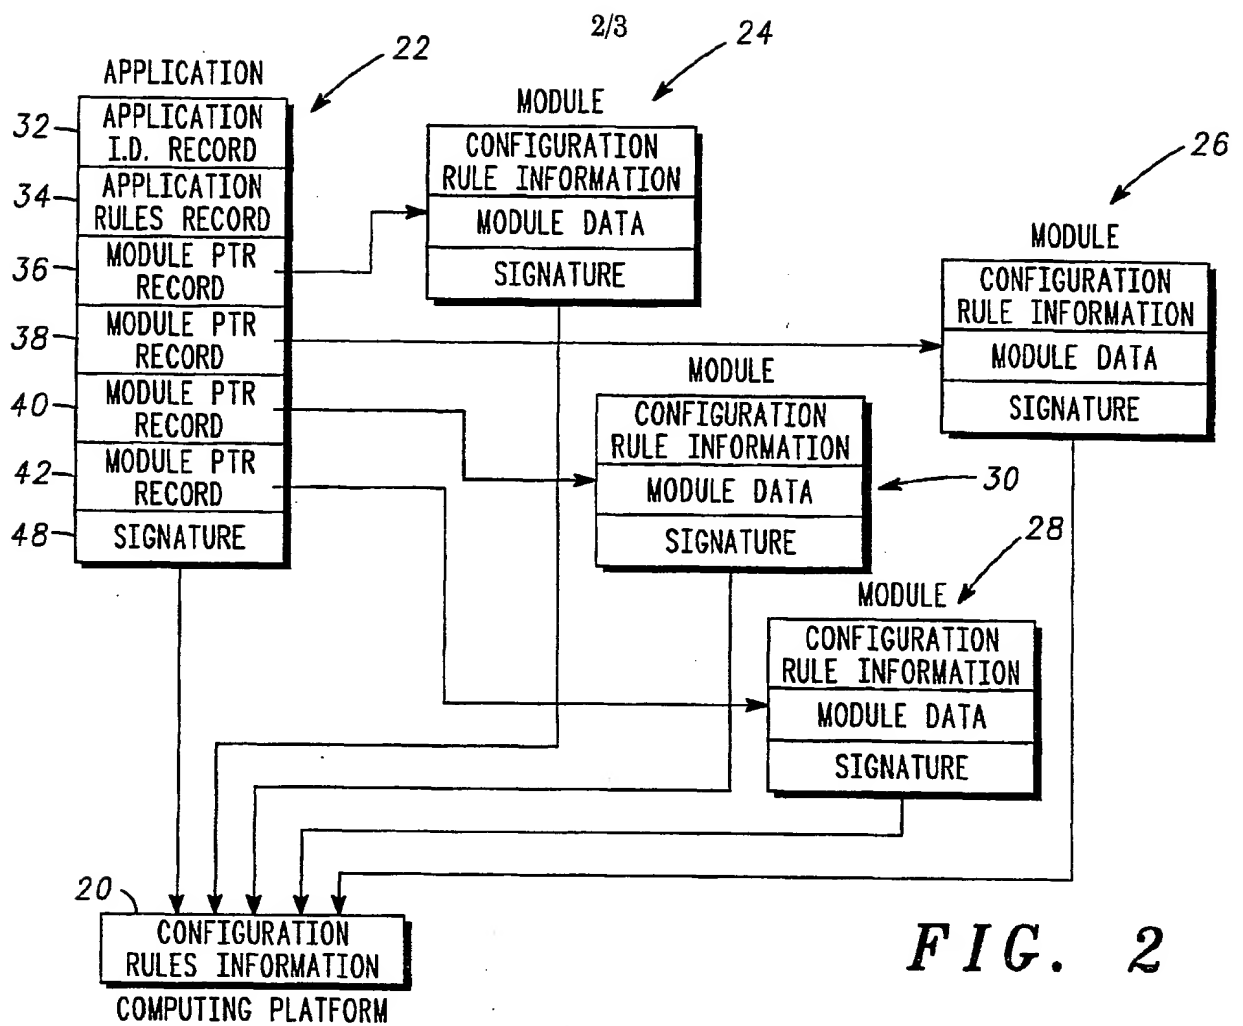 2/3
22
24
APPLICATION
MODULE
32
APPLICATION
I.D. RECORD
CONFIGURATION
RULE INFORMATION
26
34
APPLICATION
RULES RECORD
MODULE DATA
MODULE
36
MODULE PTR
RECORD
SIGNATURE
CONFIGURATION
RULE INFORMATION
38
MODULE PTR
RECORD
MODULE DATA
MODULE
40
MODULE PTR
RECORD
CONFIGURATION
RULE INFORMATION
SIGNATURE
42
MODULE PTR
RECORD
MODULE DATA
30
48
SIGNATURE
SIGNATURE
28
MODULE
CONFIGURATION
RULE INFORMATION
MODULE DATA
SIGNATURE
20
CONFIGURATION
RULES INFORMATION
COMPUTING PLATFORM
FIG. 2